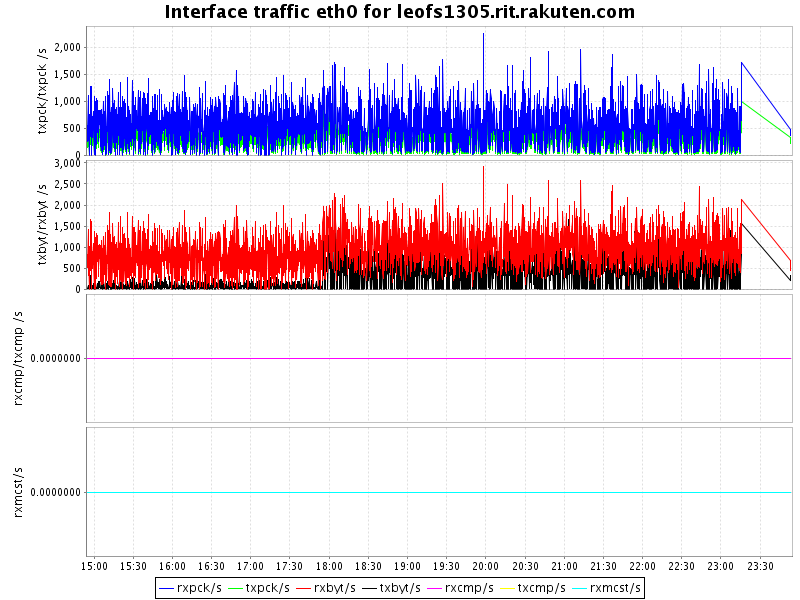 Interface traffic eth0 for leofs1305.rit.rakuten.com
txpck/txpck /s
2,000
1,500
1,000
500
0
txbyt/rxbyt /s
3,000
2,500
2,000
1,500
1,000
500
0
rxcmp/txcmp /s
0.0000000
rxmcst/s
0.0000000
15:00 15:30 16:00 16:30 17:00 17:30 18:00 18:30 19:00 19:30 20:00 20:30 21:00 21:30 22:00 22:30 23:00 23:30
rxpck/s txpck/s rxbyt/s txbyt/s rxcmp/s txcmp/s rxmcst/s